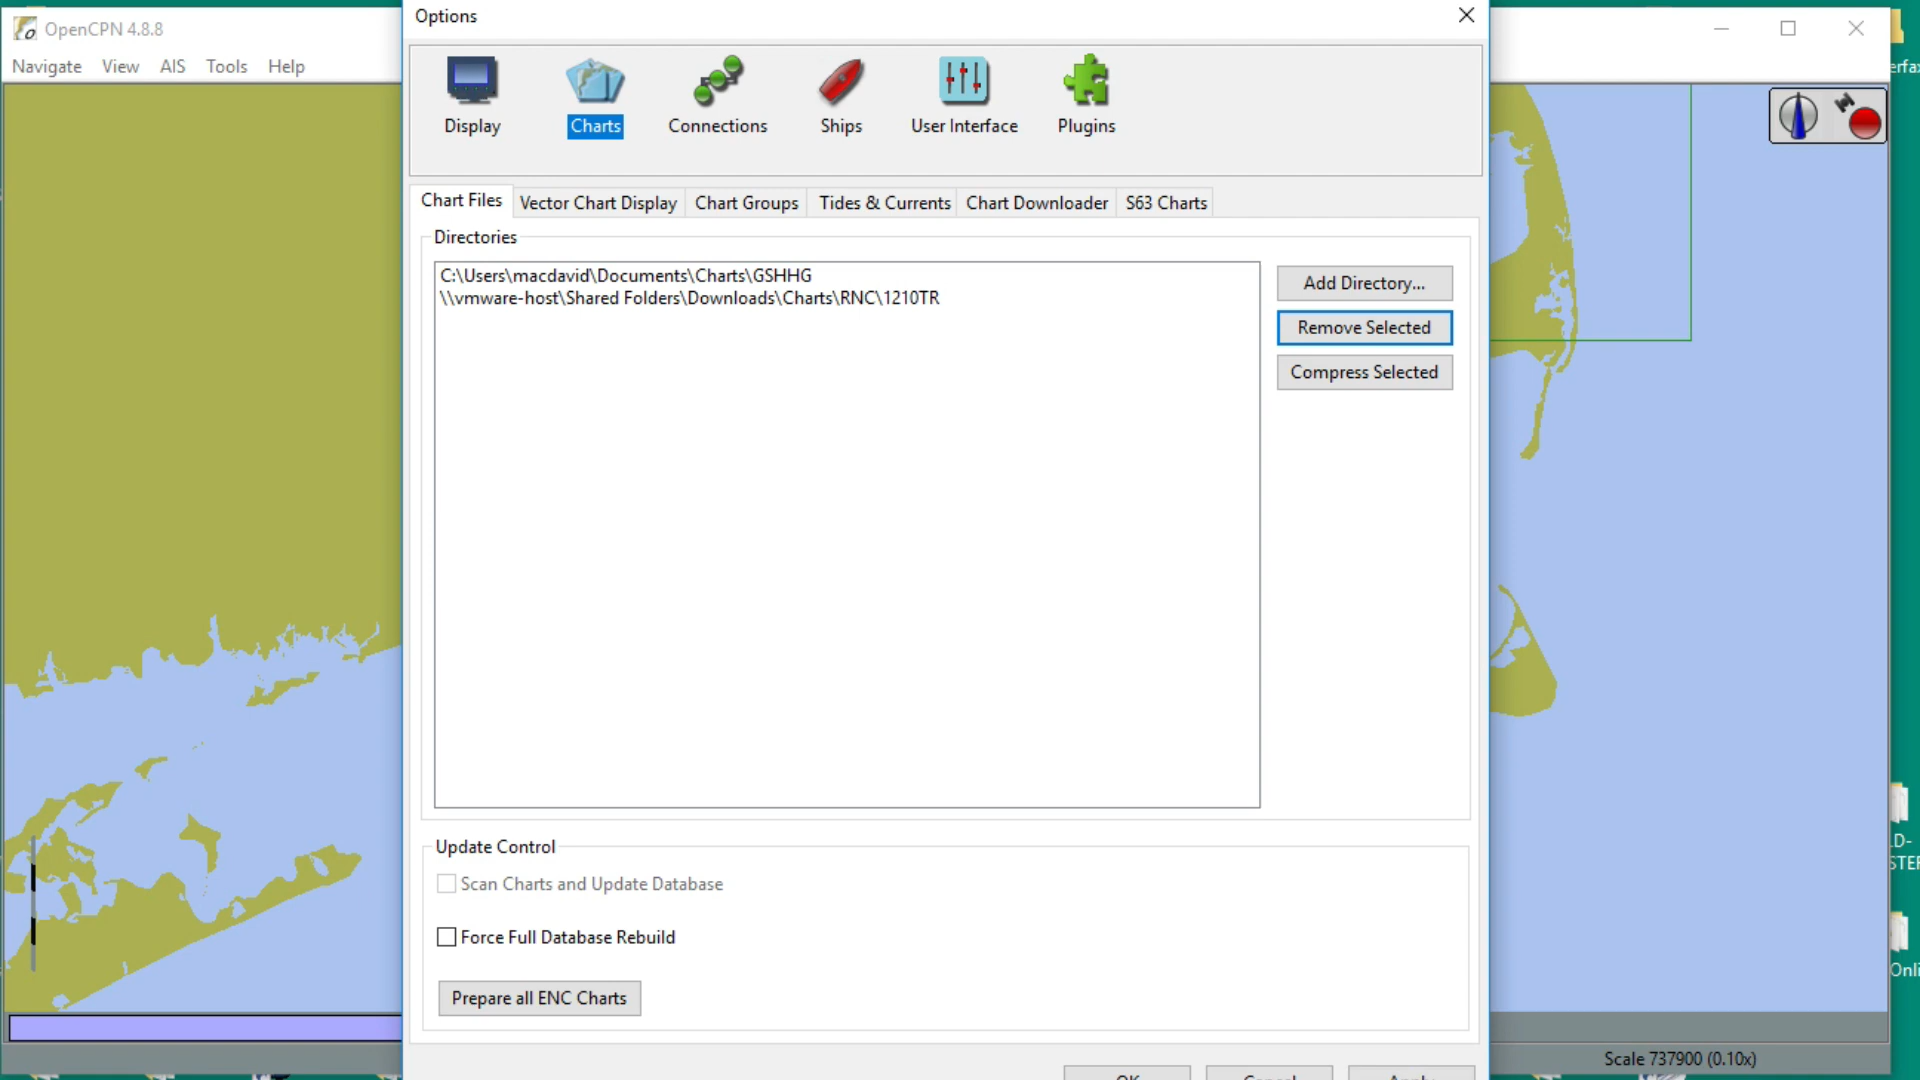 Options
OpenCPN 4.8.8
Navigate View AIS Tools Help
Display Charts Connections Ships User Interface Plugins
Chart Files Vector Chart Display Chart Groups Tides & Currents Chart Downloader S63 Charts
Directories
C:\Users\macdavid\Documents\Charts\GSHHG
\\vmware-host\Shared Folders\Downloads\Charts\RNC\1210TR
Add Directory...
Remove Selected
Compress Selected
Update Control
Scan Charts and Update Database
Force Full Database Rebuild
Prepare all ENC Charts
Scale 737900 (0.10x)